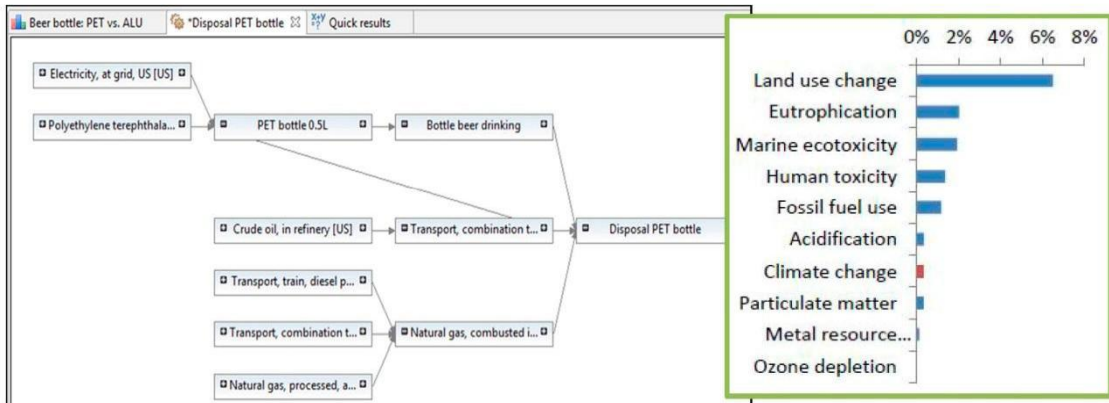 Beer bottle: PET vs. ALU
*Disposal PET bottle
X+y
=?
Quick results
Electricity, at grid, US [US]
Polyethylene terephthala...
PET bottle 0.5L
Bottle beer drinking
Crude oil, in refinery [US]
Transport, combination t...
Disposal PET bottle
Transport, train, diesel p...
Transport, combination t...
Natural gas, combusted i...
Natural gas, processed, a...
0% 2% 4% 6% 8%
Land use change
Eutrophication
Marine ecotoxicity
Human toxicity
Fossil fuel use
Acidification
Climate change
Particulate matter
Metal resource...
Ozone depletion